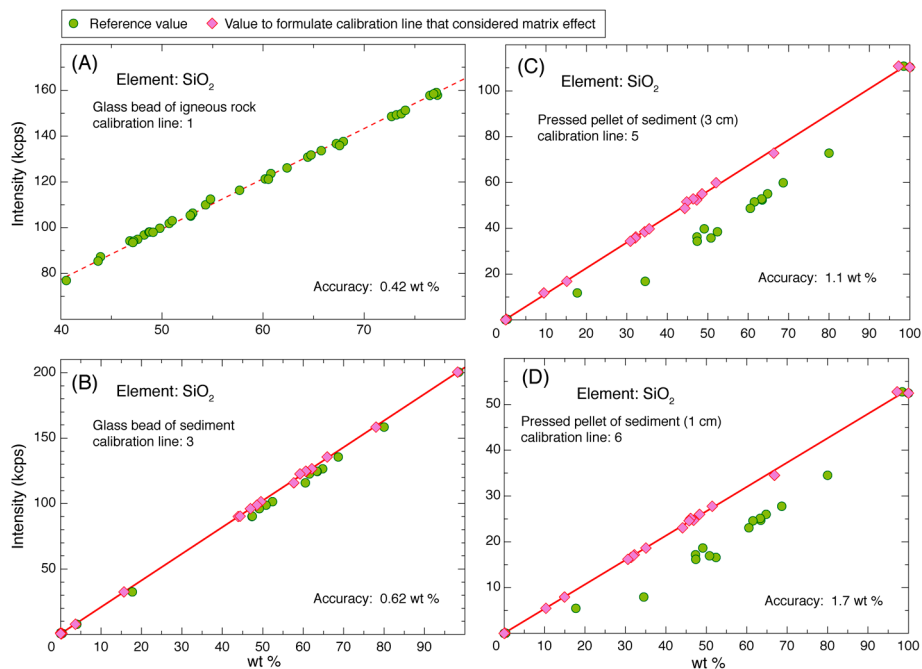 Reference value
Value to formulate calibration line that considered matrix effect
(A)
Element: SiO₂
Glass bead of igneous rock
calibration line: 1
Accuracy: 0.42 wt %
Intensity (kcps)
160
140
120
100
80
40
50
60
70
(B)
Element: SiO₂
Glass bead of sediment
calibration line: 3
Accuracy: 0.62 wt %
Intensity (kcps)
200
150
100
50
0
0
20
40
60
80
wt %
(C)
Element: SiO₂
Pressed pellet of sediment (3 cm)
calibration line: 5
Accuracy: 1.1 wt %
100
80
60
40
20
0
0
10
20
30
40
50
60
70
80
90
100
(D)
Element: SiO₂
Pressed pellet of sediment (1 cm)
calibration line: 6
Accuracy: 1.7 wt %
50
40
30
20
10
0
0
10
20
30
40
50
60
70
80
90
100
wt %